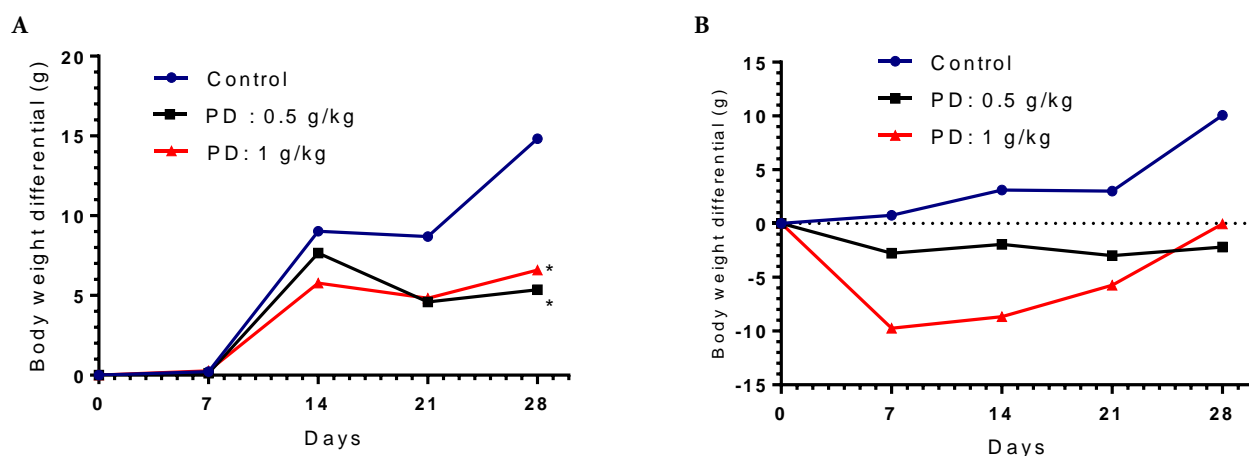 A
Body weight differential (g)
20
15
10
5
0
Control
PD : 0.5 g/kg
PD: 1 g/kg
*
*
0 7 14 21 28
Days
B
Body weight differential (g)
15
10
5
0
-5
-10
-15
Control
PD: 0.5 g/kg
PD: 1 g/kg
0 7 14 21 28
Days